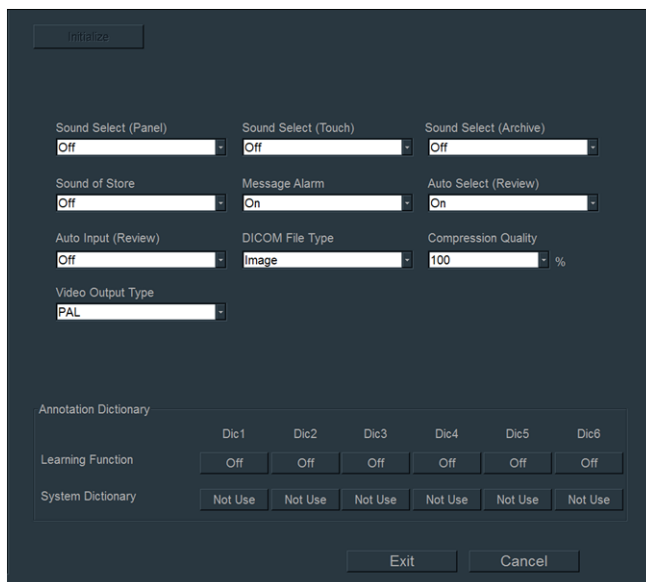 Initialize
Sound Select (Panel) Sound Select (Touch) Sound Select (Archive)
Off Off Off
Sound of Store Message Alarm Auto Select (Review)
Off On On
Auto Input (Review) DICOM File Type Compression Quality
Off Image 100 %
Video Output Type
PAL
Annotation Dictionary
Dic1 Dic2 Dic3 Dic4 Dic5 Dic6
Learning Function Off Off Off Off Off Off
System Dictionary Not Use Not Use Not Use Not Use Not Use Not Use
Exit Cancel